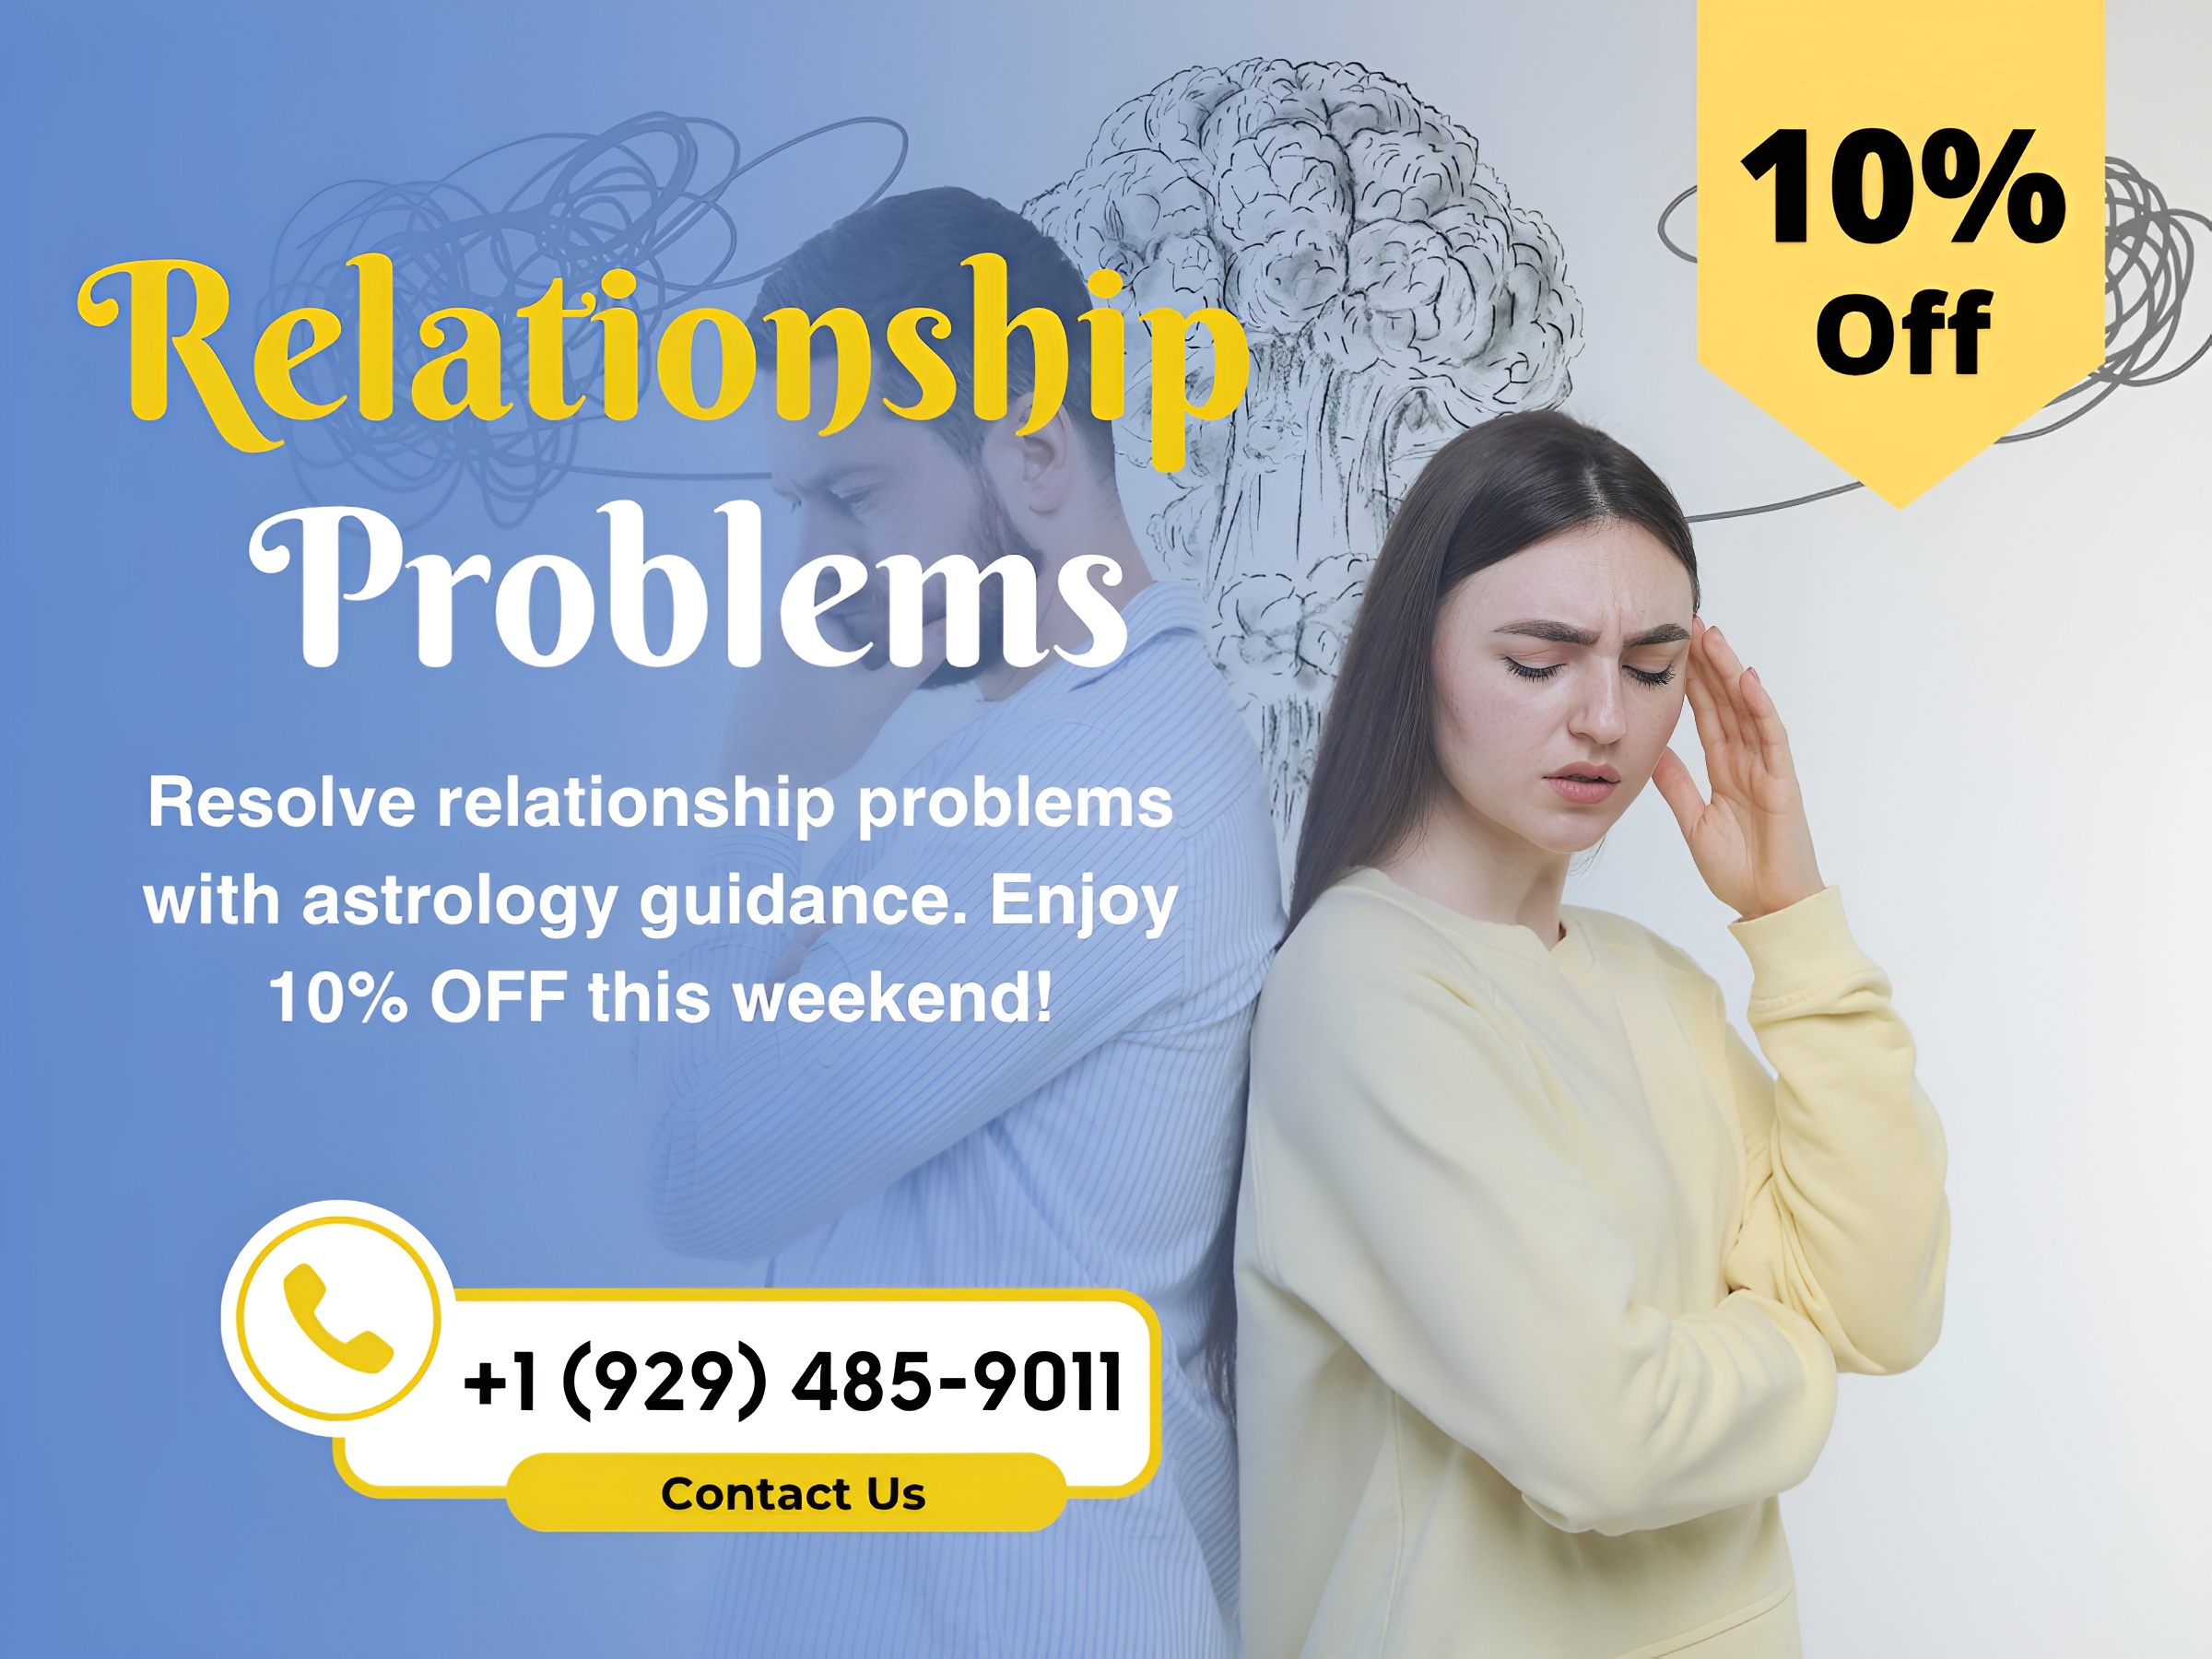 Relationship
Problems
10%
Off
Resolve relationship problems
with astrology guidance. Enjoy
10% OFF this weekend!
+1 (929) 485-9011
Contact Us